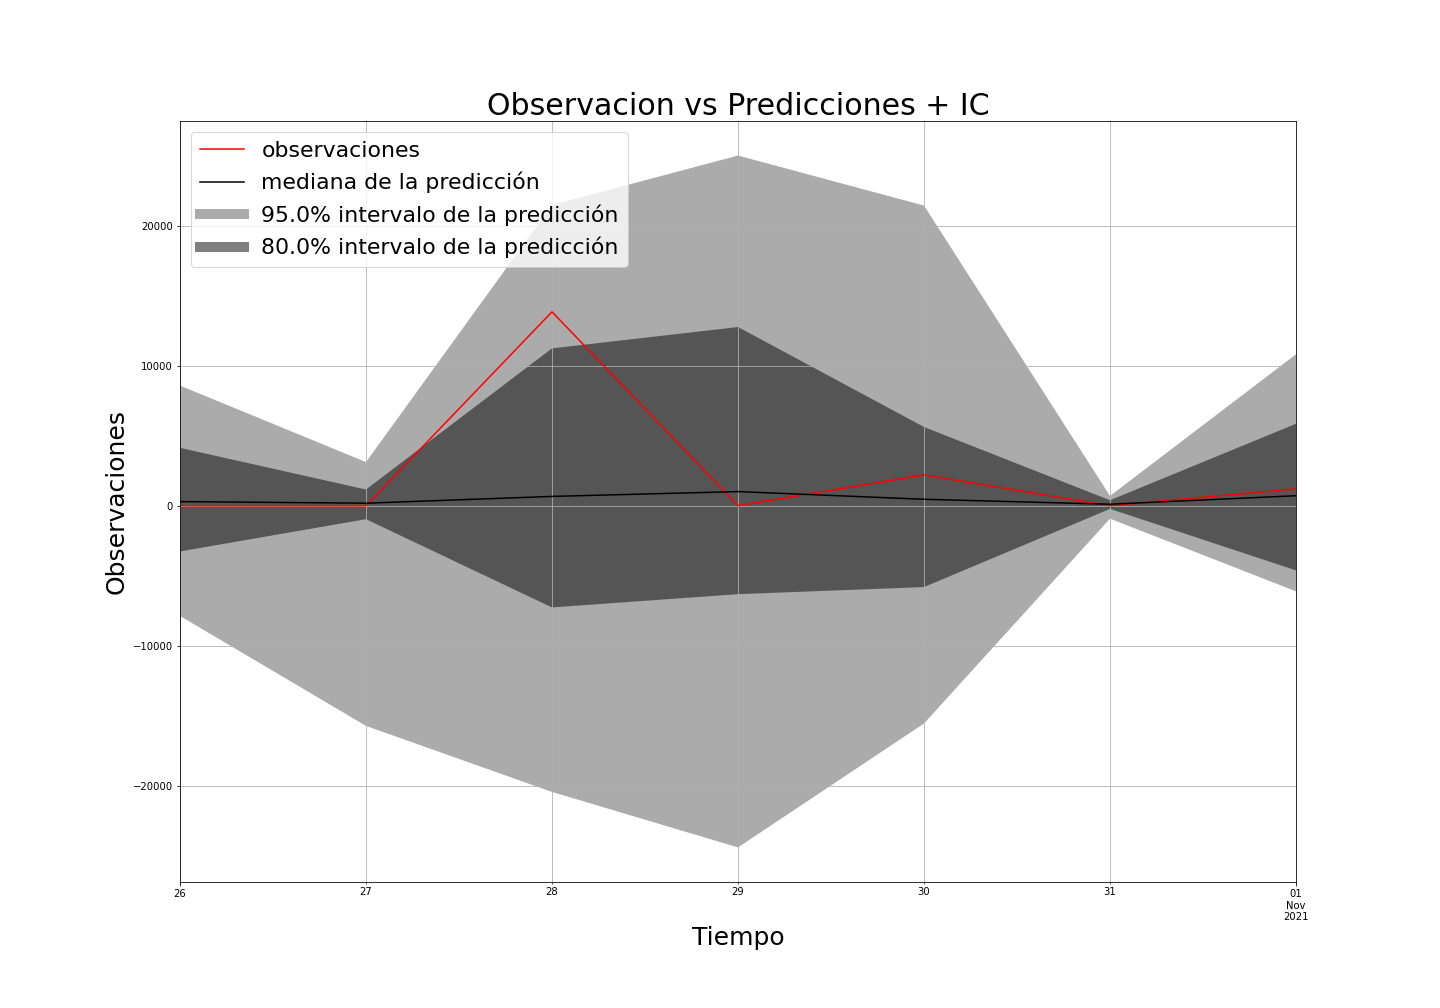 Observacion vs Predicciones + IC
observaciones
mediana de la predicción
95.0% intervalo de la predicción
80.0% intervalo de la predicción
20000
10000
0
−10000
−20000
Observaciones
26 27 28 29 30 31 01
Nov
2021
Tiempo